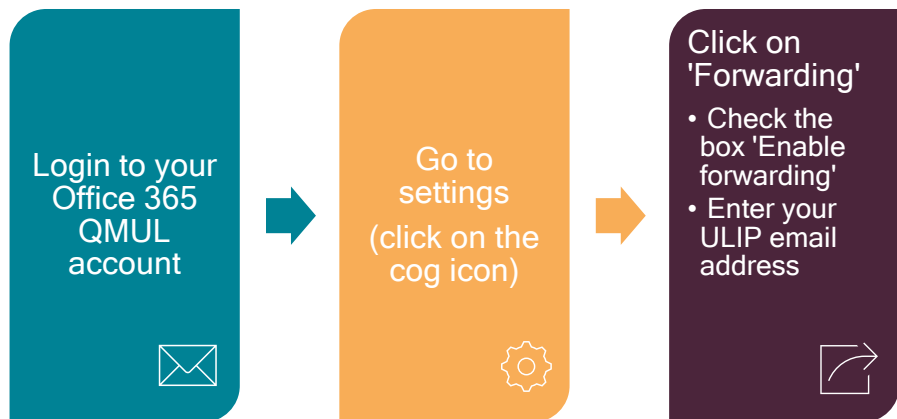 Login to your
Office 365
QMUL
account
Go to
settings
(click on the
cog icon)
Click on
'Forwarding'
• Check the
box 'Enable
forwarding'
• Enter your
ULIP email
address